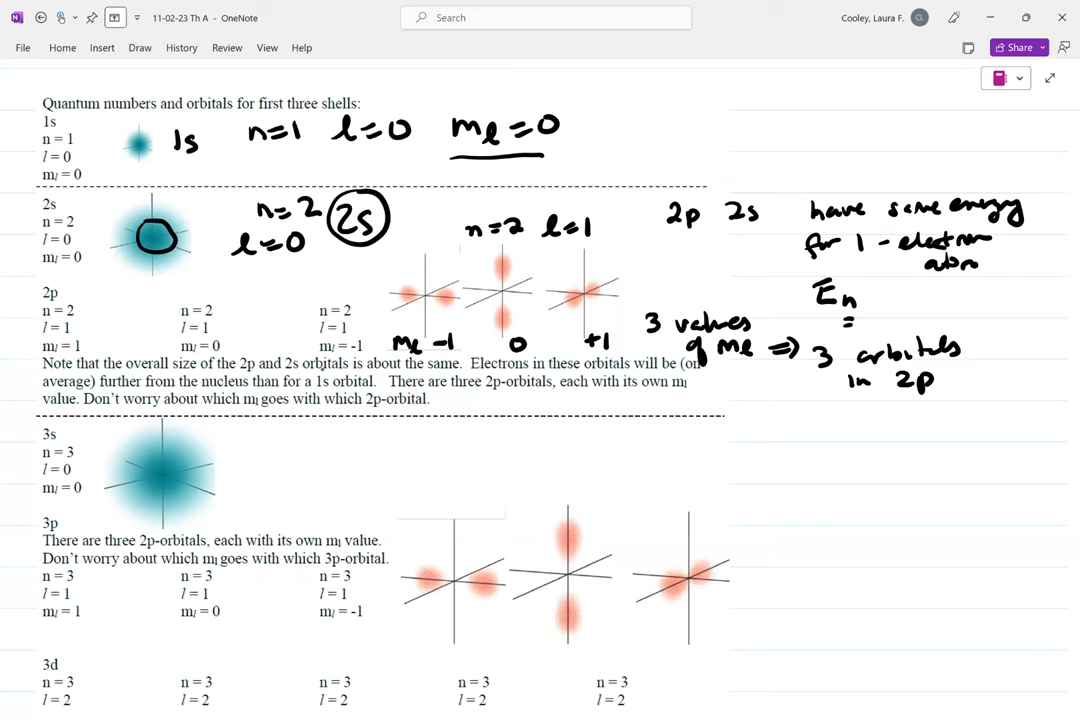 11-02-23 Th A - OneNote
Search
Cooley, Laura F.
CL
File Home Insert Draw History Review View Help
Share
Quantum numbers and orbitals for first three shells:
1s
n = 1
l = 0
ml = 0
1s n=1 l=0 ml=0
2s
n = 2
l = 0
ml = 0
n=2
l=0
2s
n=2 l=1
2p 2s have same energy
for 1-electron
atom
En
2p
n = 2 n = 2 n = 2
l = 1 l = 1 l = 1
ml = 1 ml = 0 ml = -1
ml -1 0 +1
3 values
of ml => 3 orbitals
in 2p
Note that the overall size of the 2p and 2s orbitals is about the same. Electrons in these orbitals will be (on
average) further from the nucleus than for a 1s orbital. There are three 2p-orbitals, each with its own ml
value. Don't worry about which ml goes with which 2p-orbital.
3s
n = 3
l = 0
ml = 0
3p
There are three 2p-orbitals, each with its own ml value.
Don't worry about which ml goes with which 3p-orbital.
n = 3 n = 3 n = 3
l = 1 l = 1 l = 1
ml = 1 ml = 0 ml = -1
3d
n = 3 n = 3 n = 3 n = 3 n = 3
l = 2 l = 2 l = 2 l = 2 l = 2